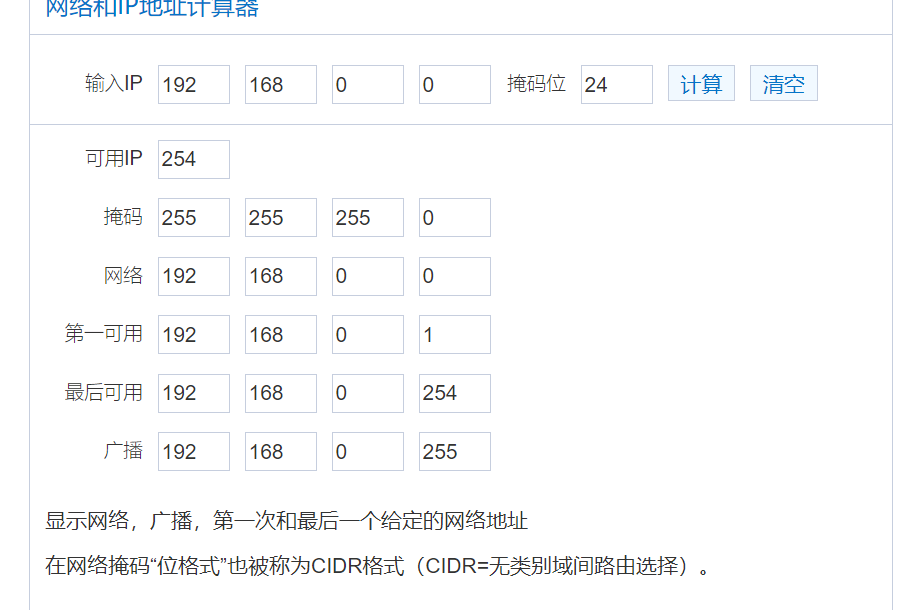 网络和IP地址计算器
输入IP 192 168 0 0 掩码位 24 计算 清空
可用IP 254
掩码 255 255 255 0
网络 192 168 0 0
第一可用 192 168 0 1
最后可用 192 168 0 254
广播 192 168 0 255
显示网络，广播，第一次和最后一个给定的网络地址
在网络掩码“位格式”也被称为CIDR格式（CIDR=无类别域间路由选择）。